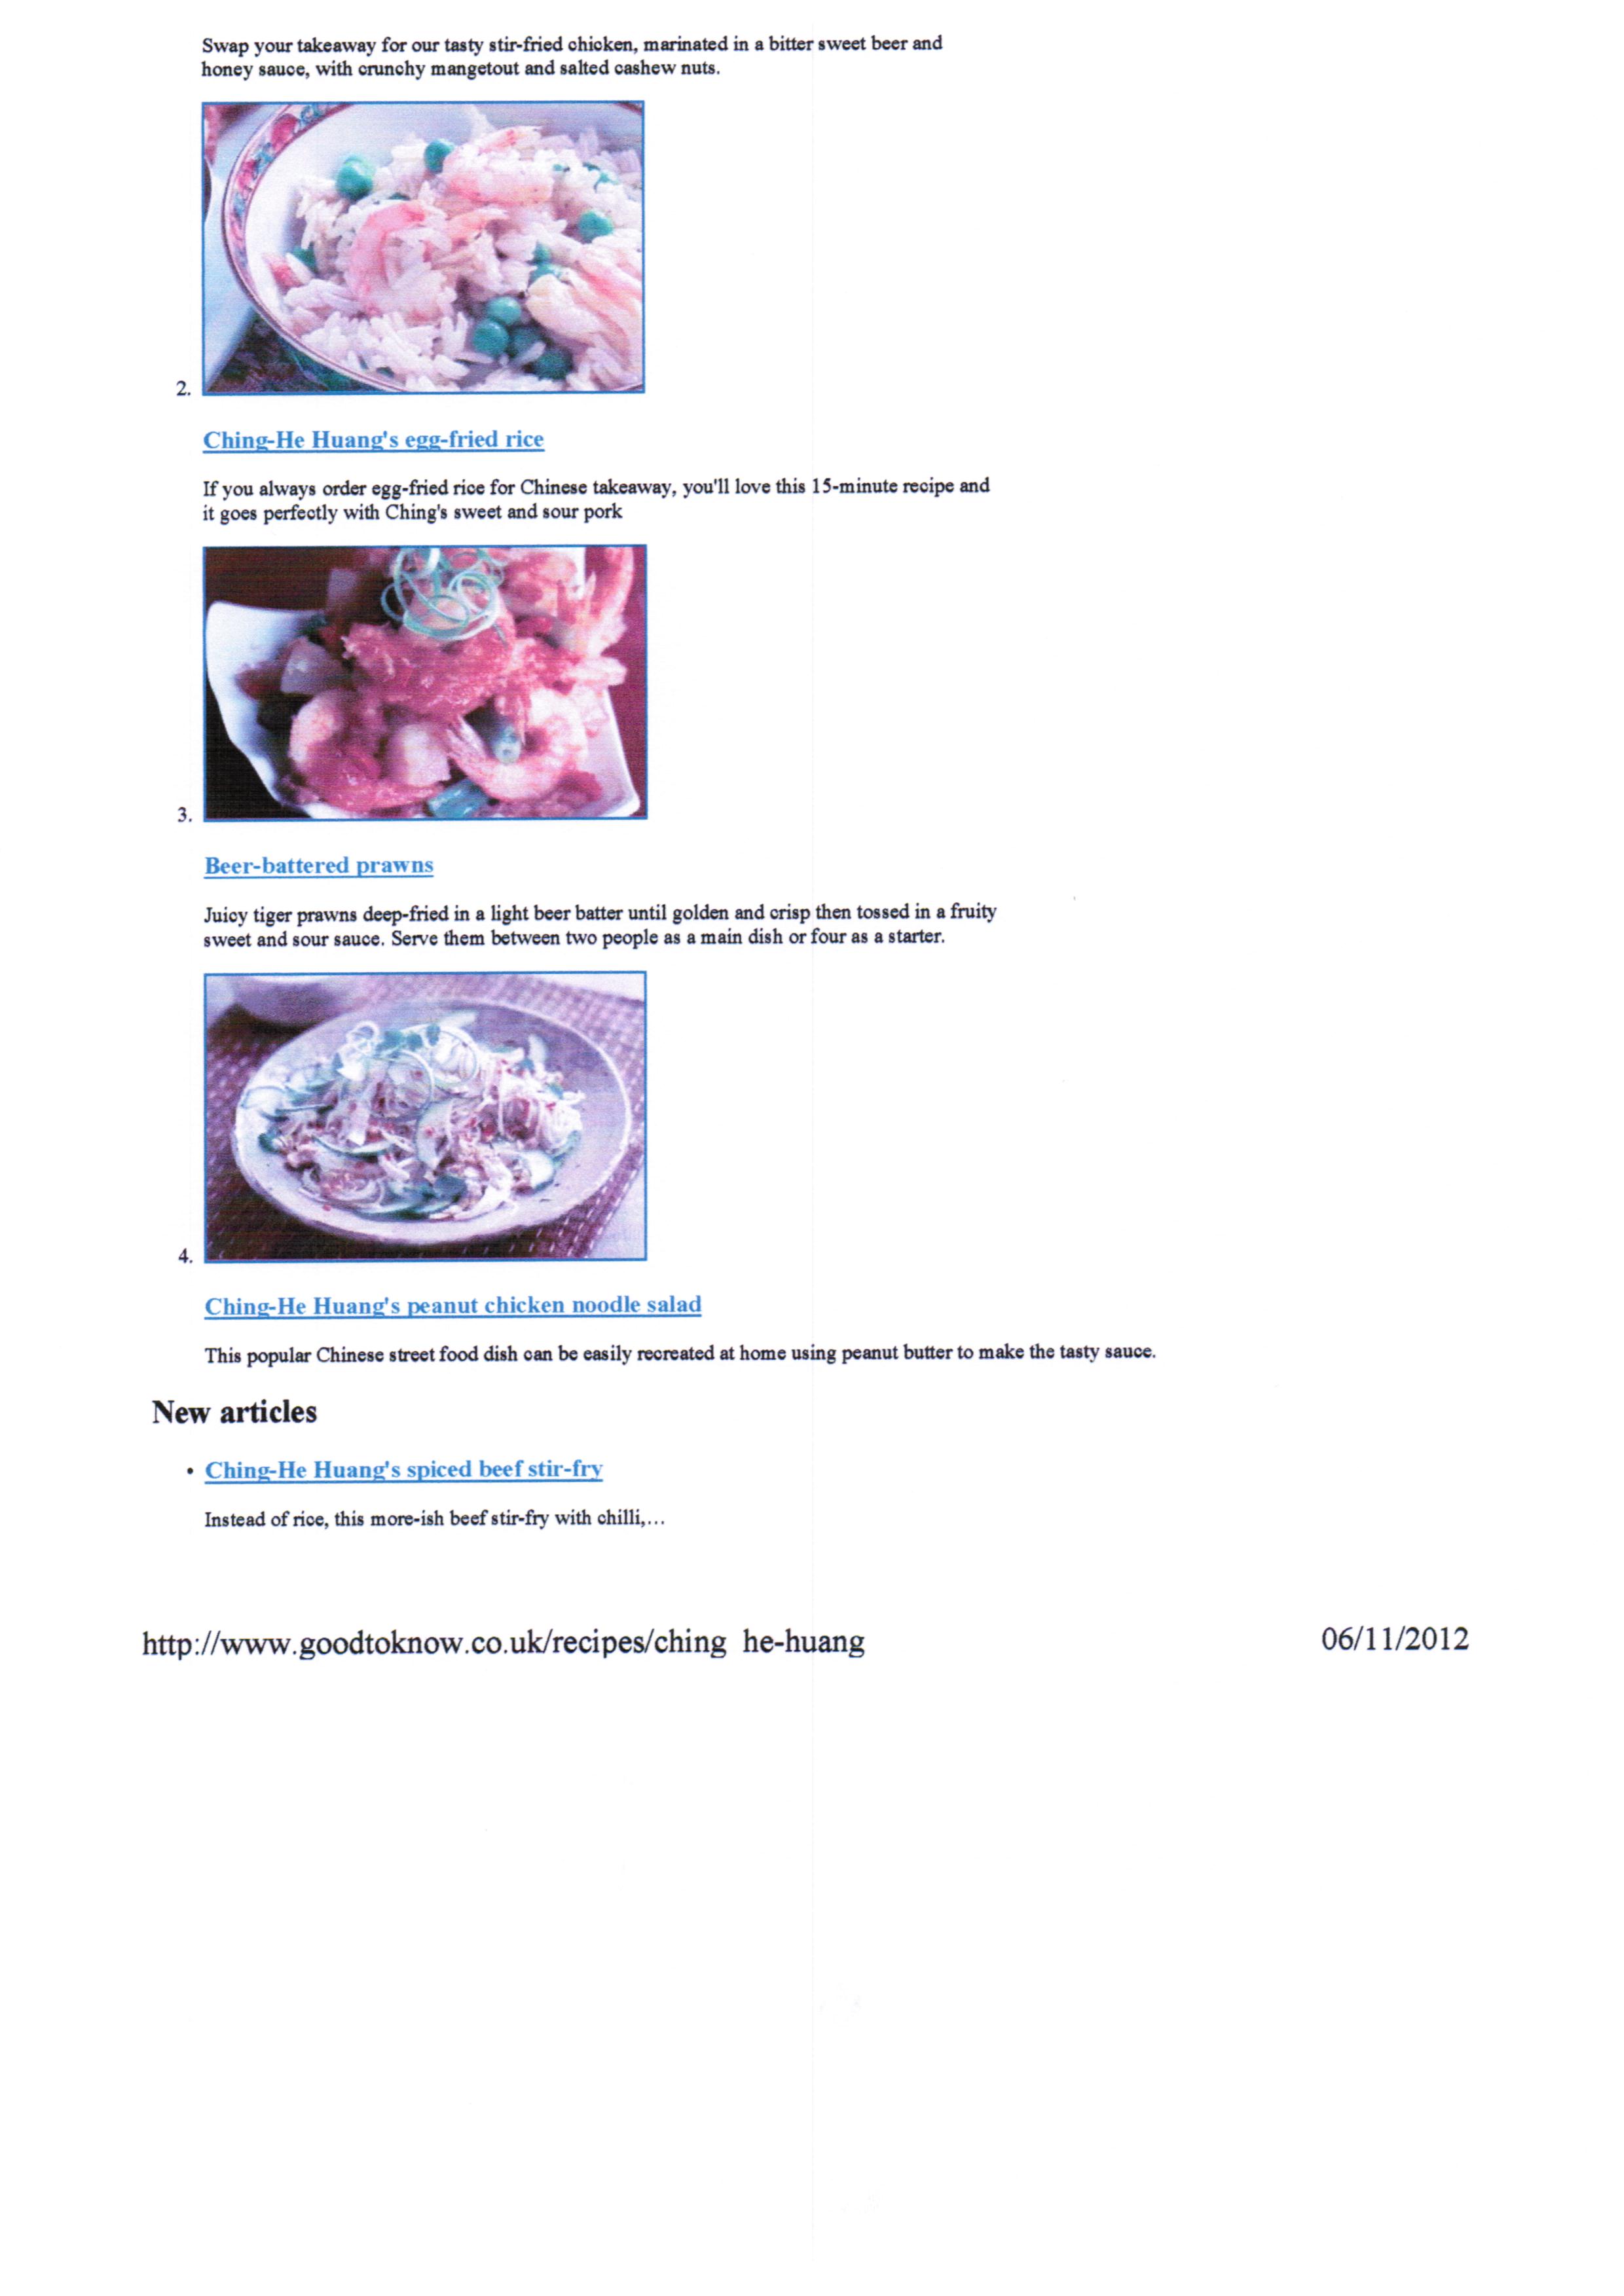 Swap your takeaway for our tasty stir-fried chicken, marinated in a bitter sweet beer and
honey sauce, with crunchy mangetout and salted cashew nuts.
2.
Ching-He Huang's egg-fried rice
If you always order egg-fried rice for Chinese takeaway, you'll love this 15-minute recipe and
it goes perfectly with Ching's sweet and sour pork
3.
Beer-battered prawns
Juicy tiger prawns deep-fried in a light beer batter until golden and crisp then tossed in a fruity
sweet and sour sauce. Serve them between two people as a main dish or four as a starter.
4.
Ching-He Huang's peanut chicken noodle salad
This popular Chinese street food dish can be easily recreated at home using peanut butter to make the tasty sauce.
New articles
• Ching-He Huang's spiced beef stir-fry
Instead of rice, this more-ish beef stir-fry with chilli,...
http://www.goodtoknow.co.uk/recipes/ching he-huang 06/11/2012